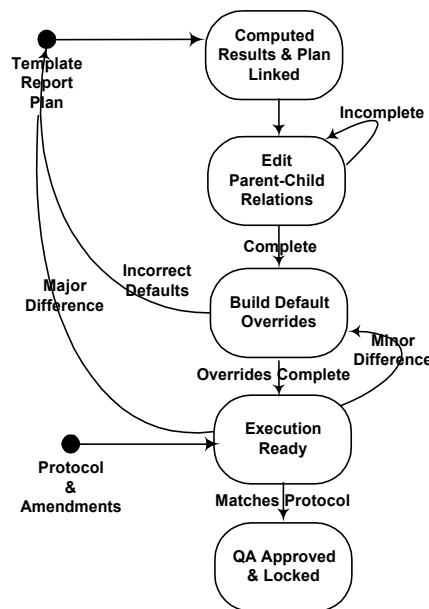 Computed
Results & Plan
Linked
Template
Report
Plan
Incomplete
Edit
Parent-Child
Relations
Complete
Incorrect
Defaults
Major
Difference
Build Default
Overrides
Minor
Difference
Overrides Complete
Execution
Ready
Protocol
&
Amendments
Matches Protocol
QA Approved
& Locked